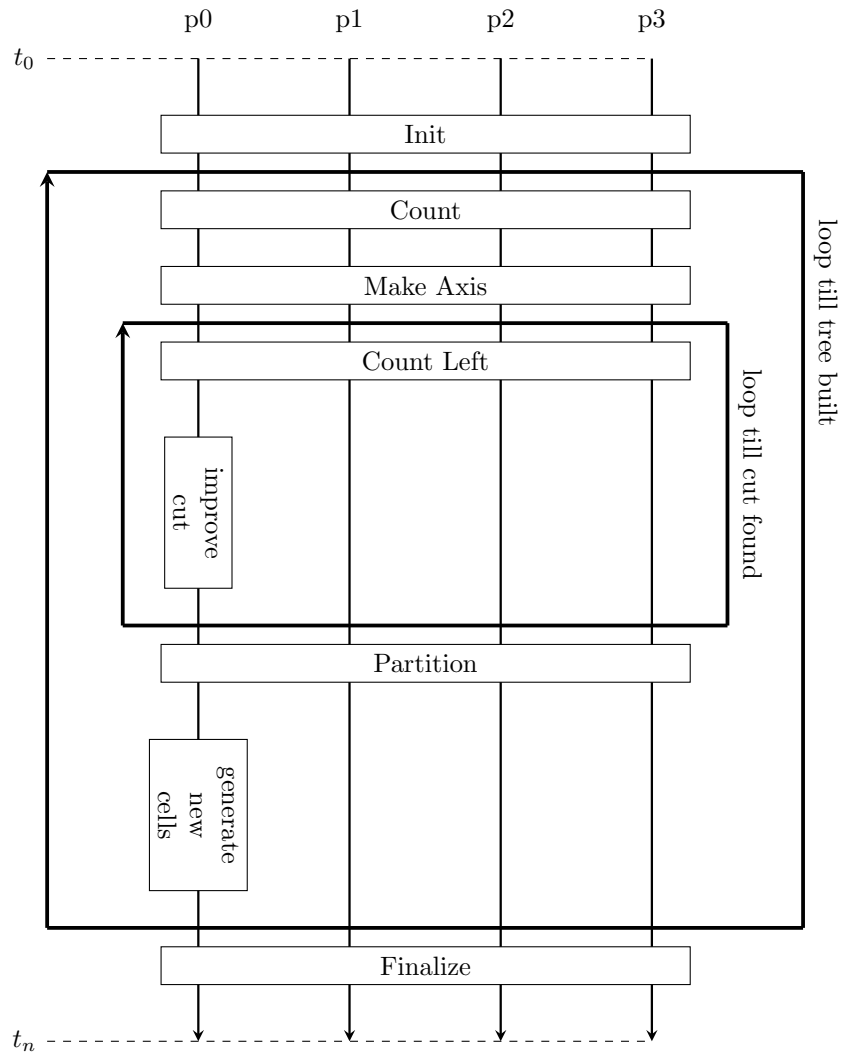 p0 p1 p2 p3
t₀
Init
Count
loop till tree built
Make Axis
Count Left
loop till cut found
improve
cut
Partition
generate
new
cells
Finalize
tₙ